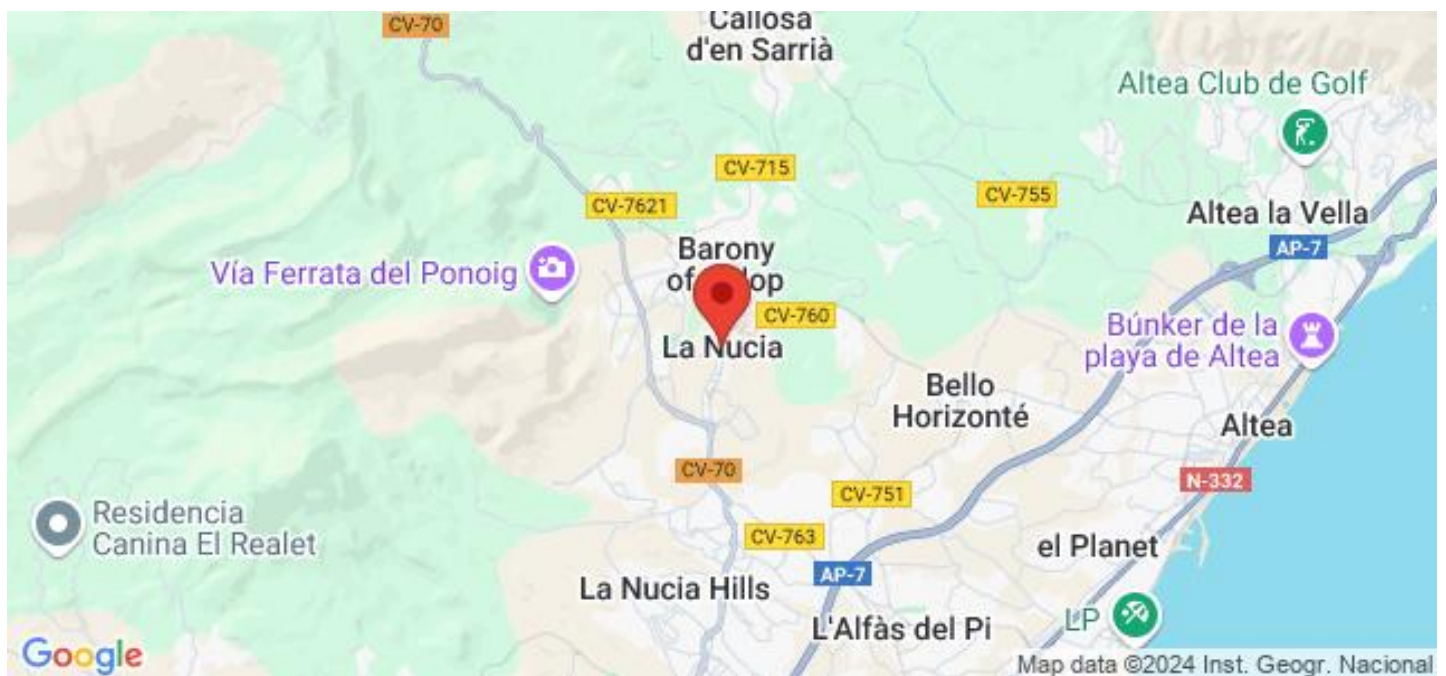 CV-70
Callosa
d'en Sarrià
Altea Club de Golf
CV-715
CV-755
CV-7621
Altea la Vella
AP-7
Barony
Vía Ferrata del Ponoig
CV-760
Búnker de la
playa de Altea
La Nucia
Bello
Horizonté
Altea
CV-70
N-332
CV-751
Residencia
Canina El Realet
CV-763
el Planet
AP-7
La Nucia Hills
L'Alfàs del Pi
LP
Google
Map data ©2024 Inst. Geogr. Nacional